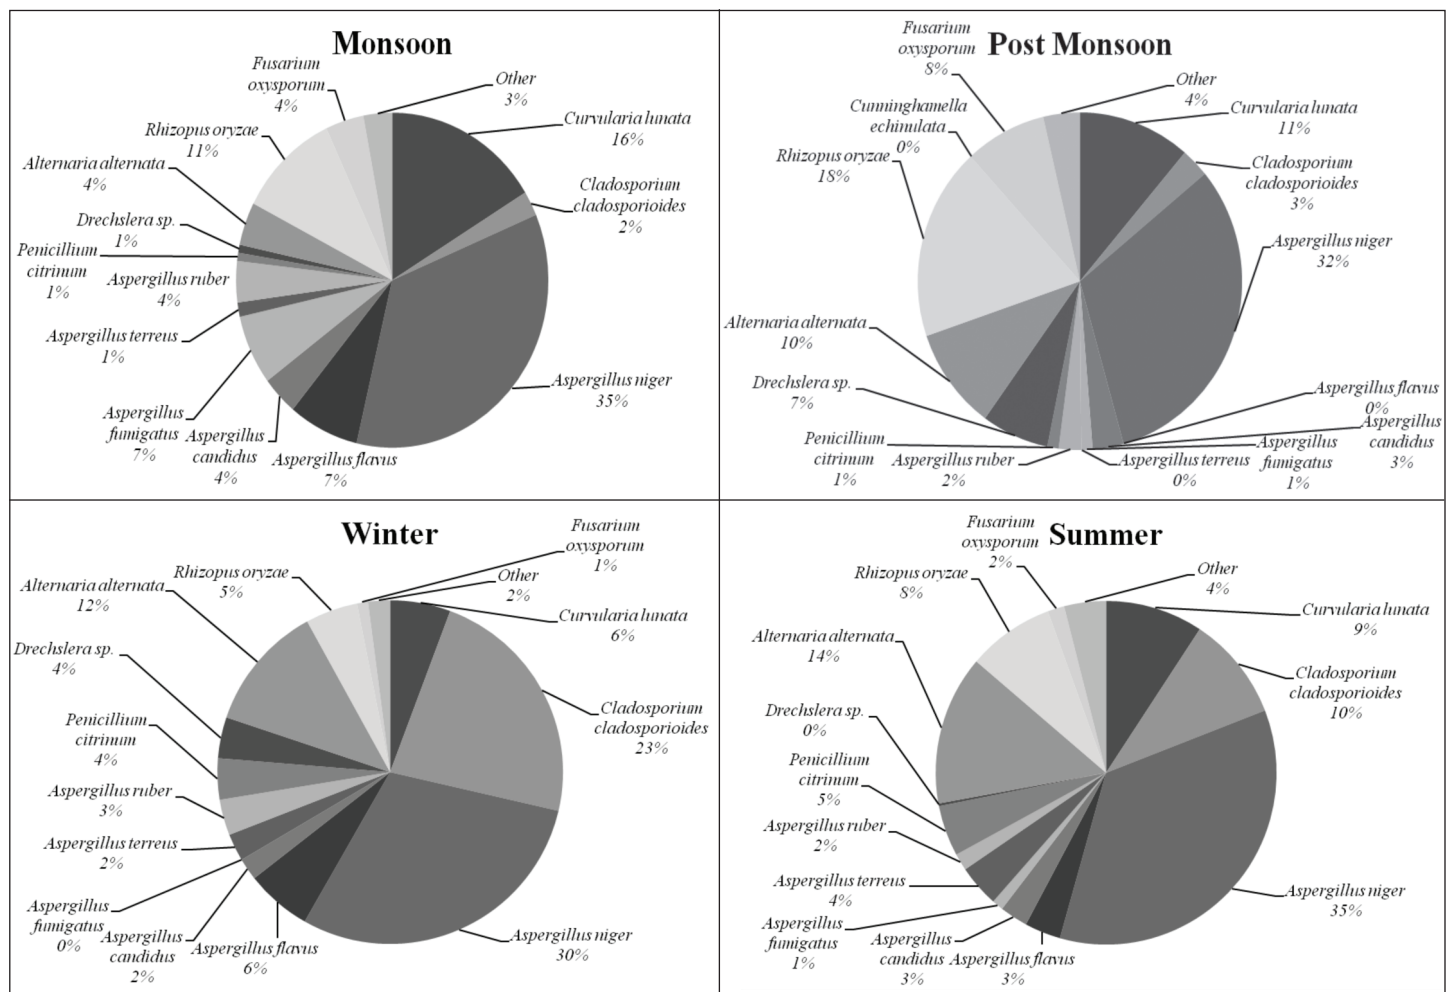 Monsoon
Fusarium
oxysporum
4%
Other
3%
Curvularia lunata
16%
Cladosporium
cladosporioides
2%
Aspergillus niger
35%
Aspergillus flavus
7%
Aspergillus
candidus
4%
Aspergillus
fumigatus
7%
Aspergillus terreus
1%
Aspergillus ruber
4%
Penicillium
citrinum
1%
Drechslera sp.
1%
Alternaria alternata
4%
Rhizopus oryzae
11%
Post Monsoon
Fusarium
oxysporum
8%
Other
4%
Curvularia lunata
11%
Cladosporium
cladosporioides
3%
Aspergillus niger
32%
Aspergillus flavus
0%
Aspergillus
candidus
3%
Aspergillus
fumigatus
1%
Aspergillus terreus
0%
Aspergillus ruber
2%
Penicillium
citrinum
1%
Drechslera sp.
7%
Alternaria alternata
10%
Rhizopus oryzae
18%
Cunninghamella
echinulata
0%
Winter
Fusarium
oxysporum
1%
Other
2%
Curvularia lunata
6%
Cladosporium
cladosporioides
23%
Aspergillus niger
30%
Aspergillus flavus
6%
Aspergillus
candidus
2%
Aspergillus
fumigatus
0%
Aspergillus terreus
2%
Aspergillus ruber
3%
Penicillium
citrinum
4%
Drechslera sp.
4%
Alternaria alternata
12%
Rhizopus oryzae
5%
Summer
Fusarium
oxysporum
2%
Other
4%
Curvularia lunata
9%
Cladosporium
cladosporioides
10%
Aspergillus niger
35%
Aspergillus flavus
3%
Aspergillus
candidus
3%
Aspergillus
fumigatus
1%
Aspergillus terreus
4%
Aspergillus ruber
2%
Penicillium
citrinum
5%
Drechslera sp.
0%
Alternaria alternata
14%
Rhizopus oryzae
8%